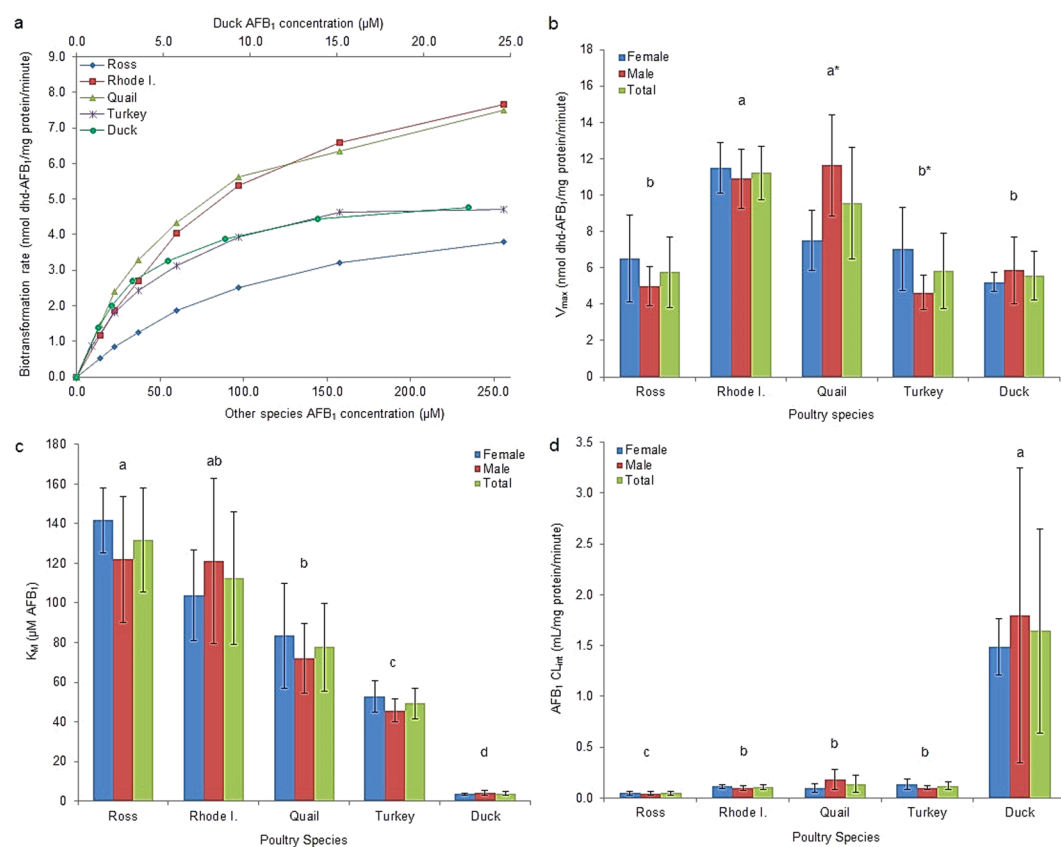 a
Duck AFB₁ concentration (µM)
0.0 5.0 10.0 15.0 20.0 25.0
Biotransformation rate (nmol dhd-AFB₁/mg protein/minute)
9.0
8.0
7.0
6.0
5.0
4.0
3.0
2.0
1.0
0.0
Ross
Rhode I.
Quail
Turkey
Duck
0.0 50.0 100.0 150.0 200.0 250.0
Other species AFB₁ concentration (µM)
b
Vmax (nmol dhd-AFB₁/mg protein/minute)
18
16
14
12
10
8
6
4
2
0
Female
Male
Total
b a a* b* b
Ross Rhode I. Quail Turkey Duck
Poultry species
c
KM (µM AFB₁)
180
160
140
120
100
80
60
40
20
0
Female
Male
Total
a ab b c d
Ross Rhode I. Quail Turkey Duck
Poultry Species
d
AFB₁ CLint (mL/mg protein/minute)
3.5
3.0
2.5
2.0
1.5
1.0
0.5
0.0
Female
Male
Total
c b b b a
Ross Rhode I. Quail Turkey Duck
Poultry Species